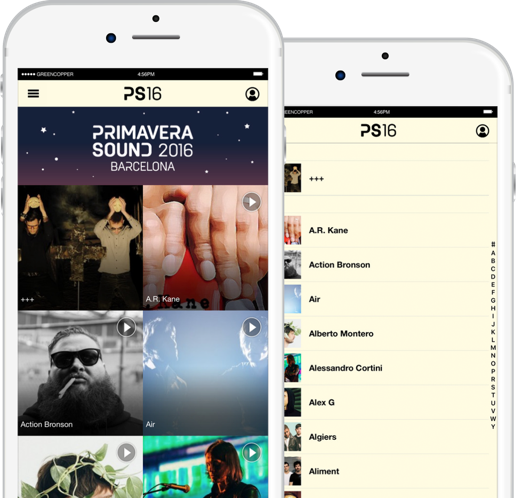 GREENCOPPER 4:56PM
PS16
PRIMAVERA
SOUND 2016
BARCELONA
+++
A.R. Kane
Action Bronson
Air
ENCOPPER 4:56PM
PS16
+++
A.R. Kane
Action Bronson
Air
Alberto Montero
Alessandro Cortini
Alex G
Algiers
Aliment
#
A
B
C
D
E
F
G
H
I
J
K
L
M
N
O
P
Q
R
S
T
U
V
W
Y